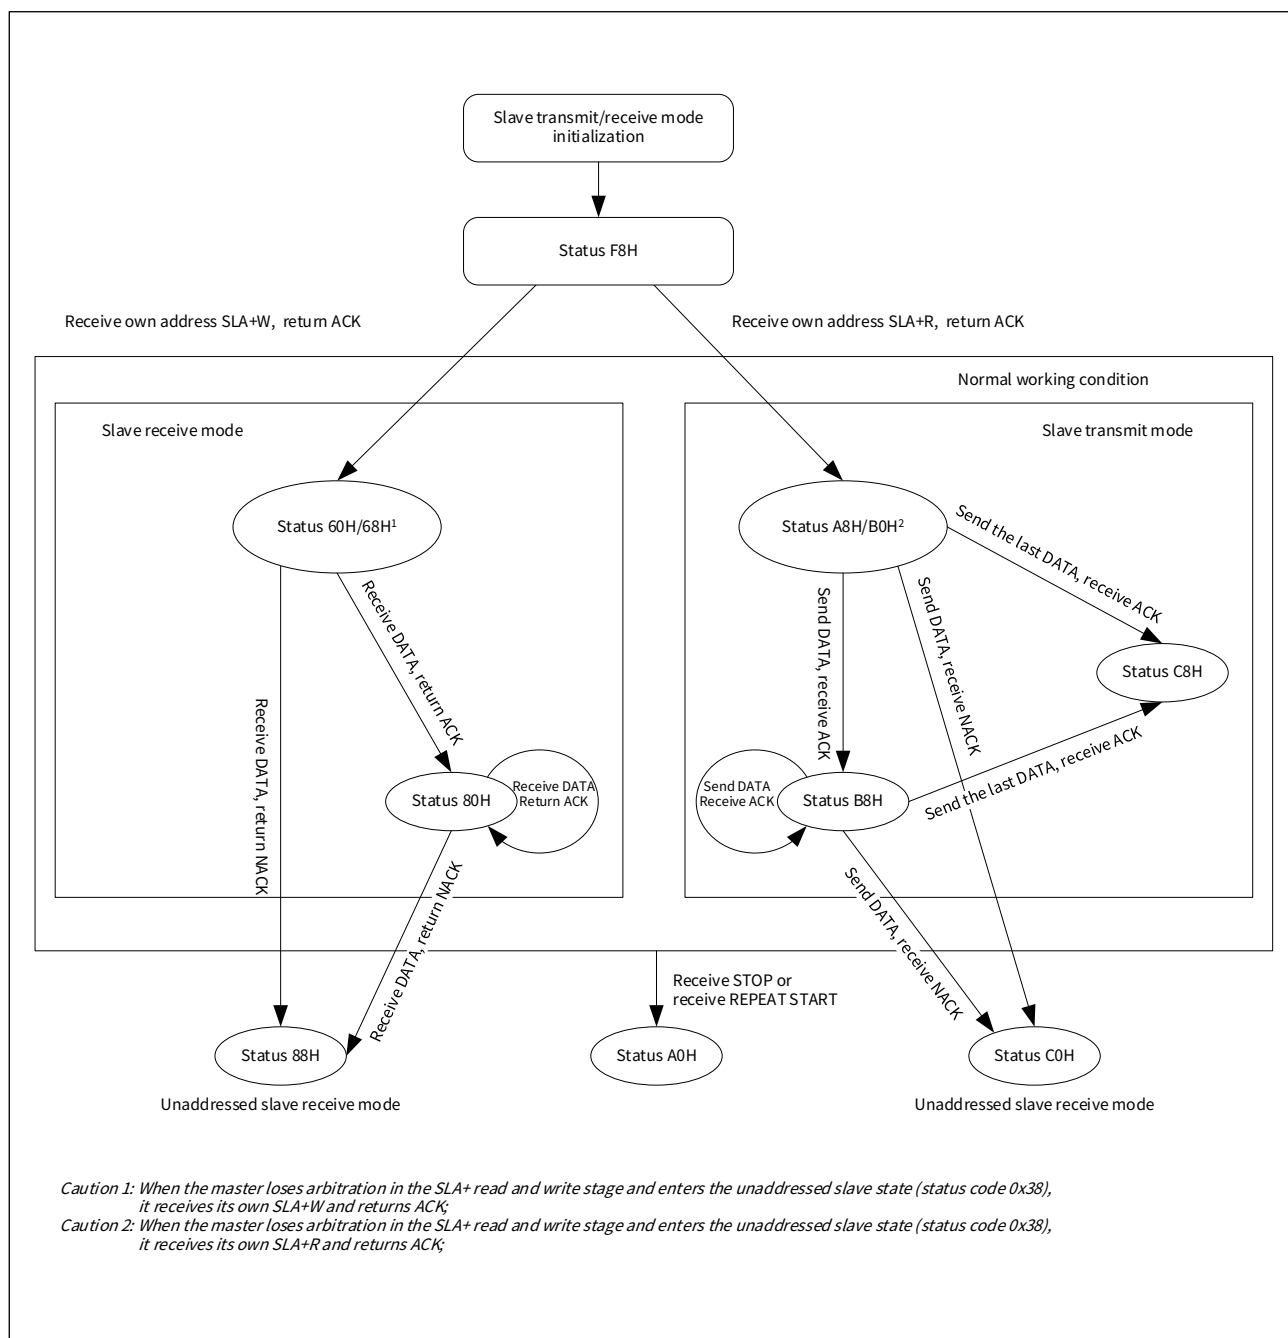 Slave transmit/receive mode
initialization
Status F8H
Receive own address SLA+W, return ACK
Receive own address SLA+R, return ACK
Normal working condition
Slave receive mode
Slave transmit mode
Status 60H/68H¹
Status A8H/B0H²
Send the last DATA, receive ACK
Receive DATA, return ACK
Send DATA, receive ACK
Send DATA, receive NACK
Status C8H
Receive DATA, return NACK
Status 80H
Receive DATA
Return ACK
Send DATA
Receive ACK
Status B8H
Send the last DATA, receive ACK
Receive DATA, return NACK
Send DATA, receive NACK
Receive STOP or
receive REPEAT START
Status 88H
Status A0H
Status C0H
Unaddressed slave receive mode
Unaddressed slave receive mode
Caution 1: When the master loses arbitration in the SLA+ read and write stage and enters the unaddressed slave state (status code 0x38),
it receives its own SLA+W and returns ACK;
Caution 2: When the master loses arbitration in the SLA+ read and write stage and enters the unaddressed slave state (status code 0x38),
it receives its own SLA+R and returns ACK;